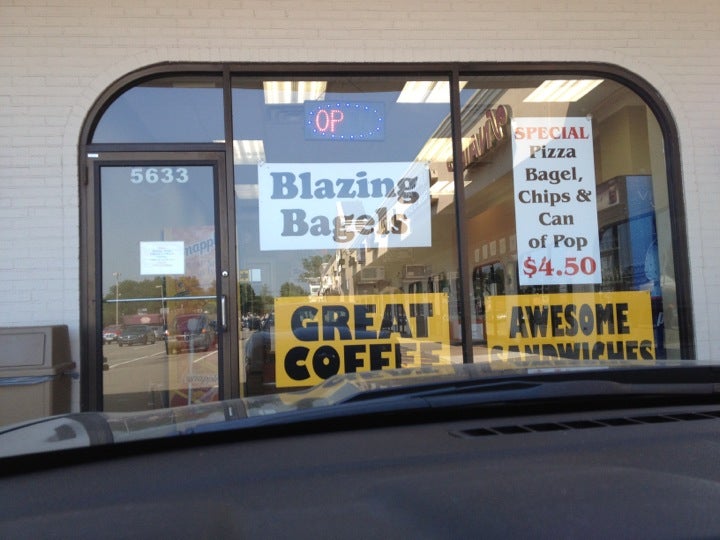 OP
5633
Blazing
Bagels
SPECIAL
Pizza
Bagel,
Chips &
Can
of Pop
$4.50
GREAT
COFFEE
AWESOME
SANDWICHES